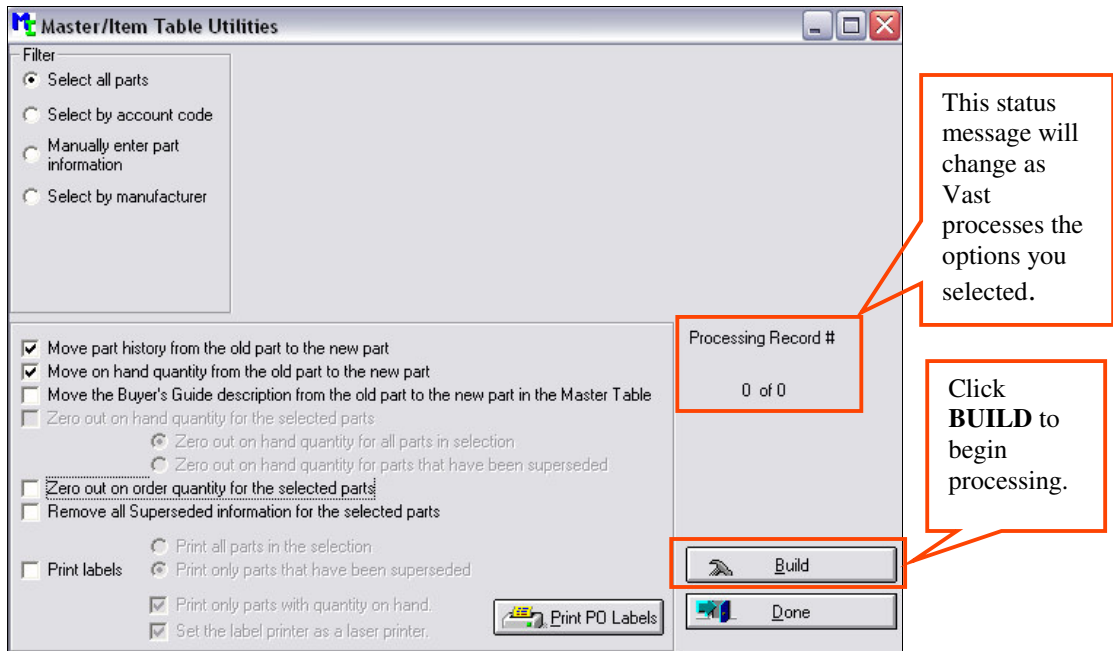 Master/Item Table Utilities
Filter
Select all parts
Select by account code
Manually enter part
information
Select by manufacturer
This status
message will
change as
Vast
processes the
options you
selected.
Move part history from the old part to the new part
Move on hand quantity from the old part to the new part
Move the Buyer's Guide description from the old part to the new part in the Master Table
Zero out on hand quantity for the selected parts
Zero out on hand quantity for all parts in selection
Zero out on hand quantity for parts that have been superseded
Zero out on order quantity for the selected parts
Remove all Superseded information for the selected parts
Print all parts in the selection
Print labels
Print only parts that have been superseded
Print only parts with quantity on hand.
Set the label printer as a laser printer.
Print PO Labels
Processing Record #
0 of 0
Click
BUILD to
begin
processing.
Build
Done